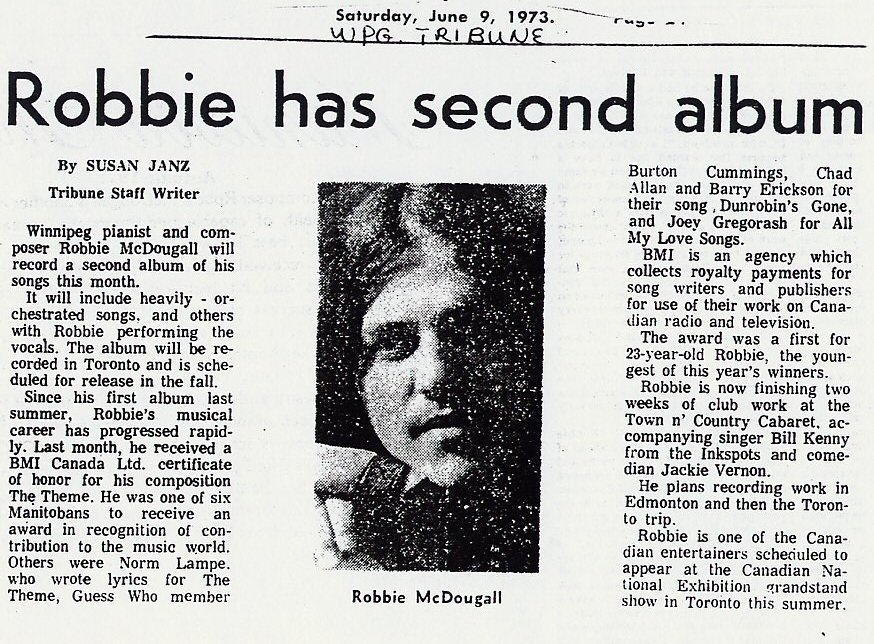 Saturday, June 9, 1973.
WPG. TRIBUNE
Robbie has second album
By SUSAN JANZ
Tribune Staff Writer
Winnipeg pianist and com-
poser Robbie McDougall will
record a second album of his
songs this month.
It will include heavily - or-
chestrated songs, and others
with Robbie performing the
vocals. The album will be re-
corded in Toronto and is sche-
duled for release in the fall.
Since his first album last
summer, Robbie's musical
career has progressed rapid-
ly. Last month, he received a
BMI Canada Ltd. certificate
of honor for his composition
The Theme. He was one of six
Manitobans to receive an
award in recognition of con-
tribution to the music world.
Others were Norm Lampe,
who wrote lyrics for The
Theme, Guess Who member
Robbie McDougall
Burton Cummings, Chad
Allan and Barry Erickson for
their song, Dunrobin's Gone,
and Joey Gregorash for All
My Love Songs.
BMI is an agency which
collects royalty payments for
song writers and publishers
for use of their work on Cana-
dian radio and television.
The award was a first for
23-year-old Robbie, the youn-
gest of this year's winners.
Robbie is now finishing two
weeks of club work at the
Town n' Country Cabaret, ac-
companying singer Bill Kenny
from the Inkspots and come-
dian Jackie Vernon.
He plans recording work in
Edmonton and then the Toron-
to trip.
Robbie is one of the Cana-
dian entertainers scheduled to
appear at the Canadian Na-
tional Exhibition grandstand
show in Toronto this summer.